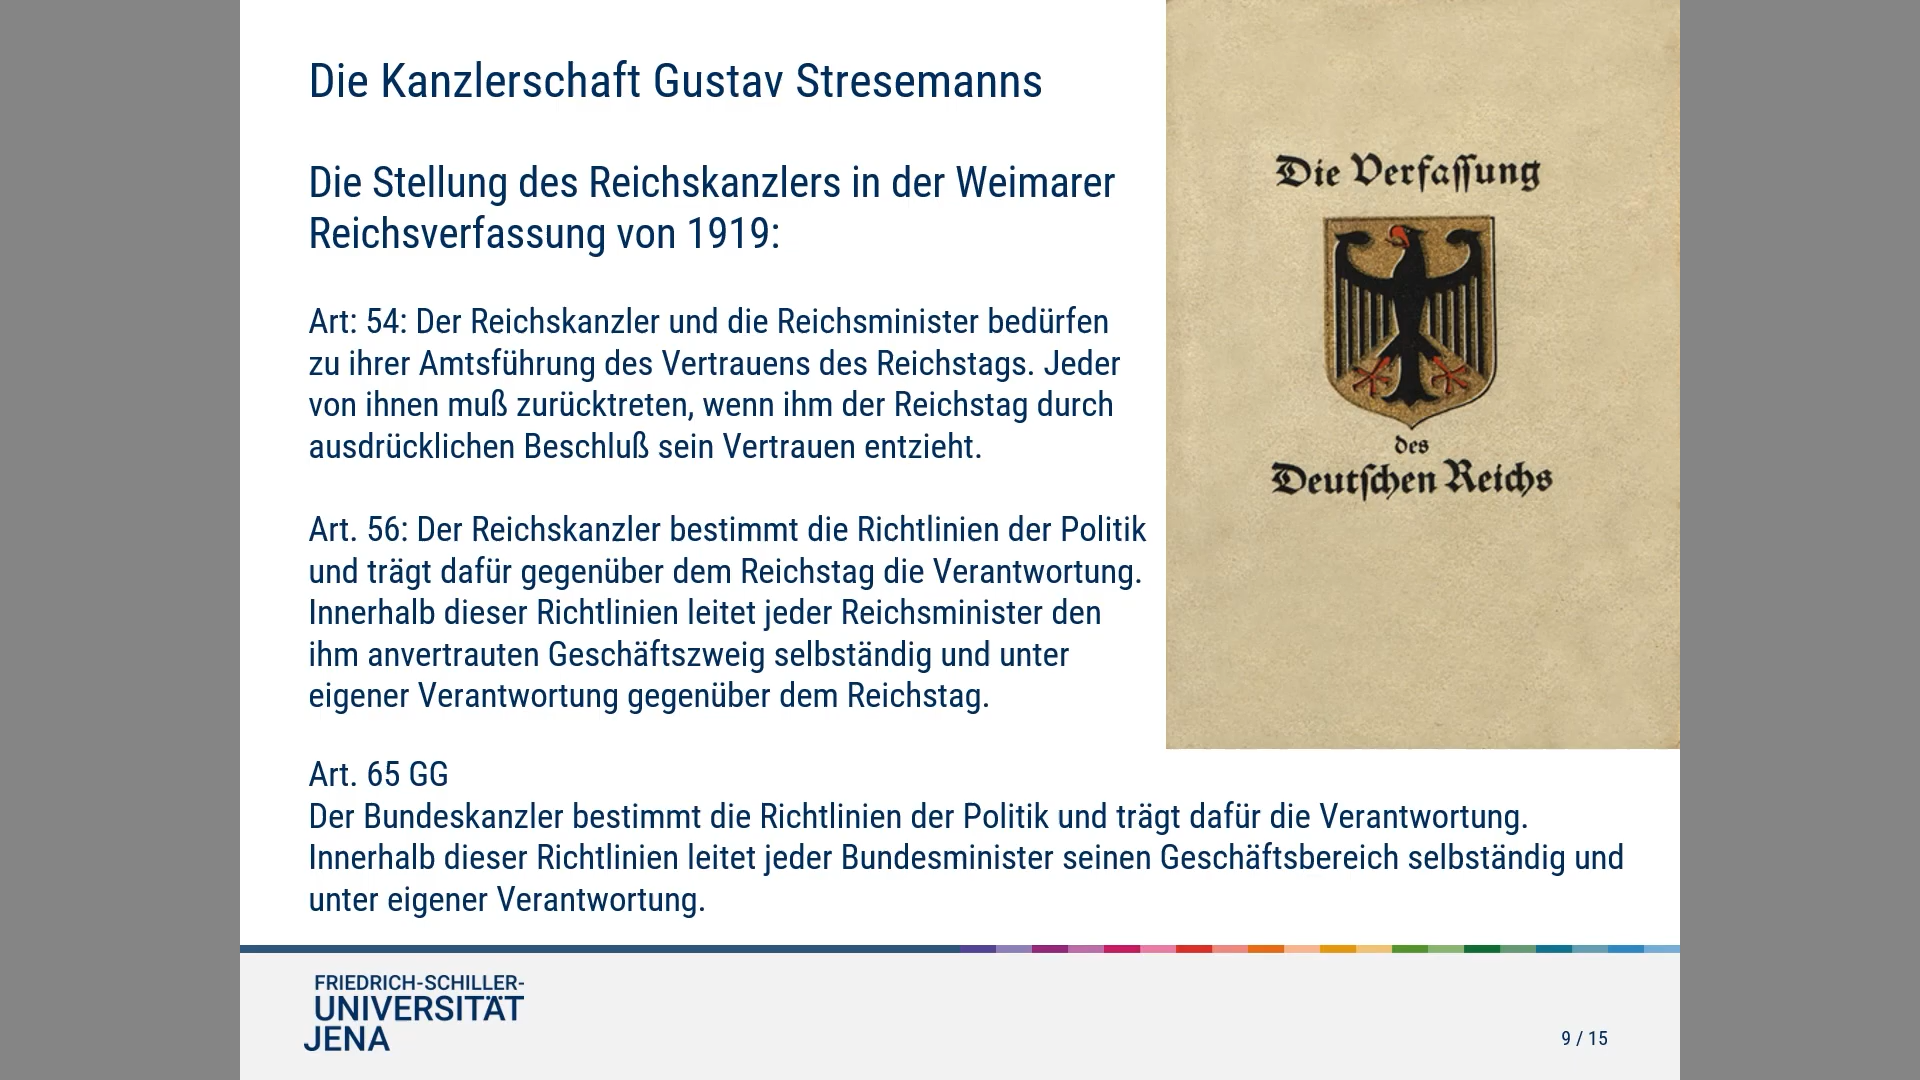 Die Kanzlerschaft Gustav Stresemanns
Die Stellung des Reichskanzlers in der Weimarer
Reichsverfassung von 1919:
Art: 54: Der Reichskanzler und die Reichsminister bedürfen
zu ihrer Amtsführung des Vertrauens des Reichstags. Jeder
von ihnen muß zurücktreten, wenn ihm der Reichstag durch
ausdrücklichen Beschluß sein Vertrauen entzieht.
Art. 56: Der Reichskanzler bestimmt die Richtlinien der Politik
und trägt dafür gegenüber dem Reichstag die Verantwortung.
Innerhalb dieser Richtlinien leitet jeder Reichsminister den
ihm anvertrauten Geschäftszweig selbständig und unter
eigener Verantwortung gegenüber dem Reichstag.
Art. 65 GG
Der Bundeskanzler bestimmt die Richtlinien der Politik und trägt dafür die Verantwortung.
Innerhalb dieser Richtlinien leitet jeder Bundesminister seinen Geschäftsbereich selbständig und
unter eigener Verantwortung.
Die Verfaſſung
des
Deutſchen Reichs
FRIEDRICH-SCHILLER-
UNIVERSITÄT
JENA
9 / 15